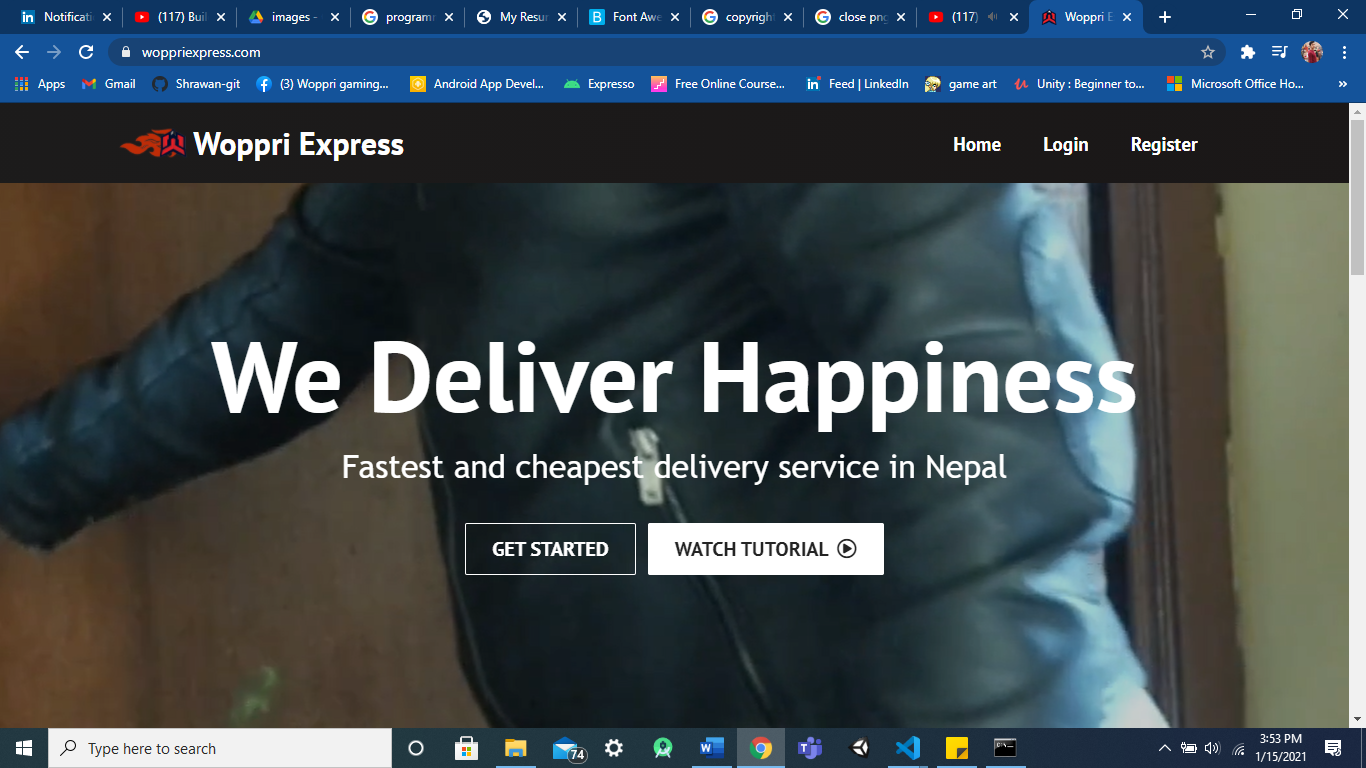 Notificati
(117) Buil
images -
programm
My Resur
Font Awe
copyright
close png
(117)
Woppri E
woppriexpress.com
Apps
Gmail
Shrawan-git
(3) Woppri gaming...
Android App Devel...
Expresso
Free Online Course...
Feed | LinkedIn
game art
Unity : Beginner to...
Microsoft Office Ho...
»
Woppri Express
Home
Login
Register
We Deliver Happiness
Fastest and cheapest delivery service in Nepal
GET STARTED
WATCH TUTORIAL
Type here to search
74
3:53 PM
1/15/2021